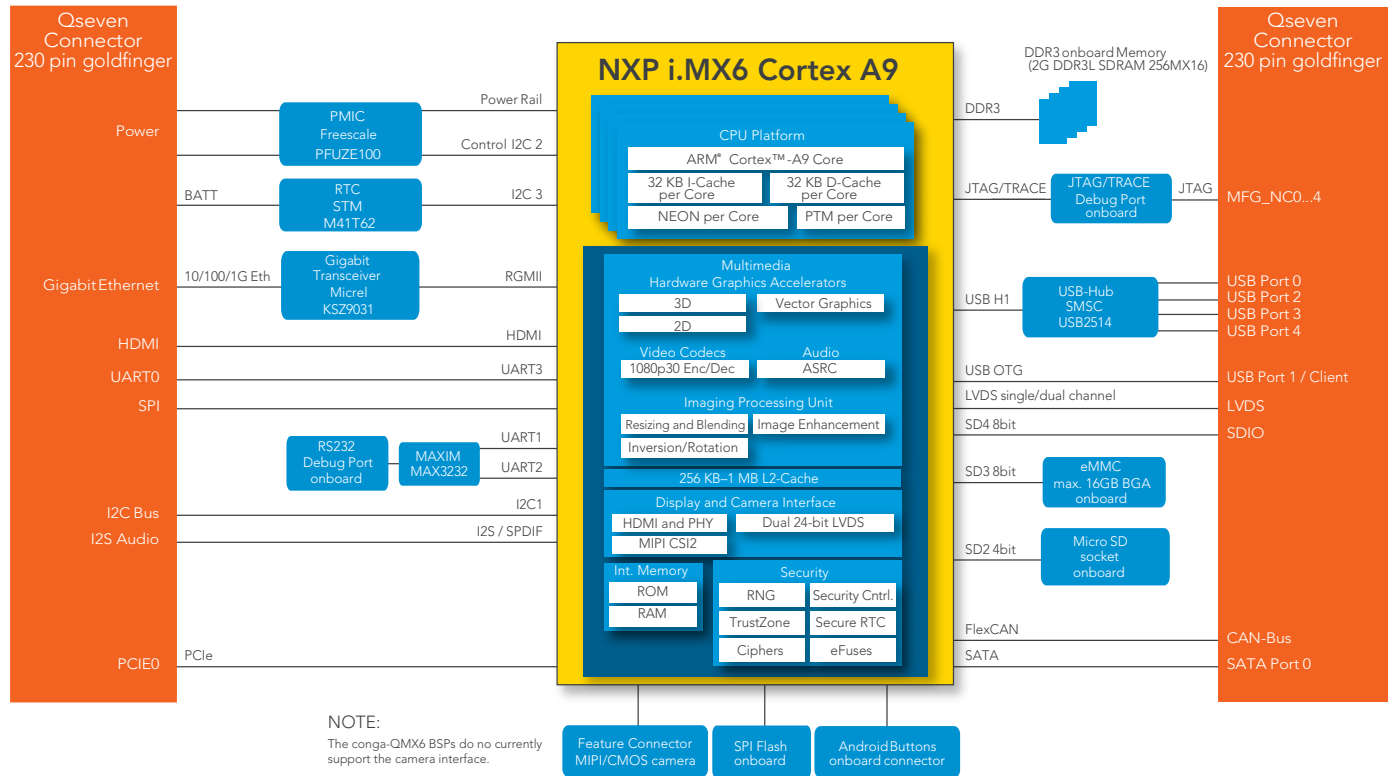 Qseven
Connector
230 pin goldfinger
Power
BATT
Gigabit Ethernet
10/100/1G Eth
HDMI
UART0
SPI
I2C Bus
I2S Audio
PCIE0
PCIe
PMIC
Freescale
PFUZE100
RTC
STM
M41T62
Gigabit
Transceiver
Micrel
KSZ9031
RS232
Debug Port
onboard
MAXIM
MAX3232
Power Rail
Control I2C 2
I2C 3
RGMII
HDMI
UART3
UART1
UART2
I2C1
I2S / SPDIF
NXP i.MX6 Cortex A9
CPU Platform
ARM® Cortex™-A9 Core
32 KB I-Cache
per Core
32 KB D-Cache
per Core
NEON per Core
PTM per Core
Multimedia
Hardware Graphics Accelerators
3D
Vector Graphics
2D
Video Codecs
Audio
1080p30 Enc/Dec
ASRC
Imaging Processing Unit
Resizing and Blending
Image Enhancement
Inversion/Rotation
256 KB–1 MB L2-Cache
Display and Camera Interface
HDMI and PHY
Dual 24-bit LVDS
MIPI CSI2
Int. Memory
ROM
RAM
Security
RNG
Security Cntrl.
TrustZone
Secure RTC
Ciphers
eFuses
DDR3 onboard Memory
(2G DDR3L SDRAM 256MX16)
DDR3
JTAG/TRACE
JTAG/TRACE
Debug Port
onboard
JTAG
USB H1
USB-Hub
SMSC
USB2514
USB OTG
LVDS single/dual channel
SD4 8bit
SD3 8bit
eMMC
max. 16GB BGA
onboard
SD2 4bit
Micro SD
socket
onboard
FlexCAN
SATA
Qseven
Connector
230 pin goldfinger
MFG_NC0...4
USB Port 0
USB Port 2
USB Port 3
USB Port 4
USB Port 1 / Client
LVDS
SDIO
CAN-Bus
SATA Port 0
NOTE:
The conga-QMX6 BSPs do no currently
support the camera interface.
Feature Connector
MIPI/CMOS camera
SPI Flash
onboard
Android Buttons
onboard connector